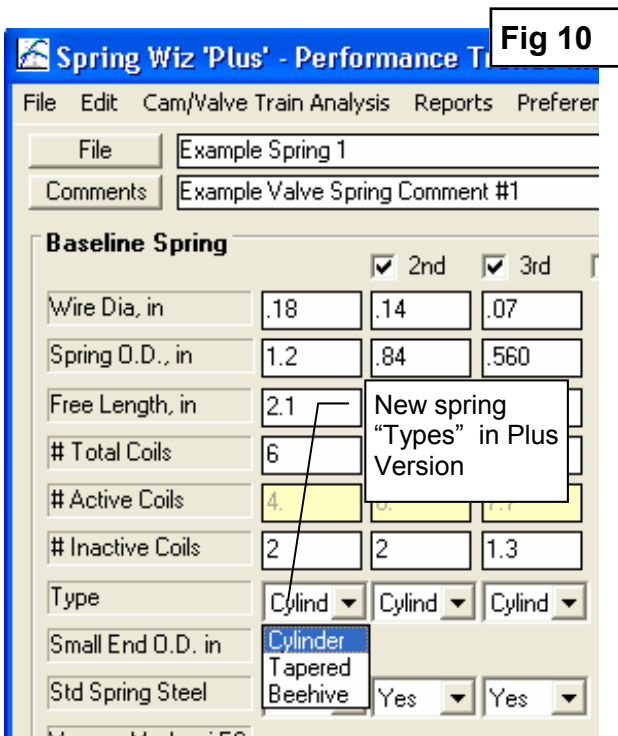 Fig 10
Spring Wiz 'Plus' - Performance
File Edit Cam/Valve Train Analysis Reports Preferen
File Example Spring 1
Comments Example Valve Spring Comment #1
Baseline Spring
2nd 3rd
Wire Dia, in .18 .14 .07
Spring O.D., in 1.2 .84 .560
Free Length, in 2.1
New spring
“Types” in Plus
Version
# Total Coils 6
# Active Coils 4.
# Inactive Coils 2 2 1.3
Type Cylind Cylind Cylind
Small End O.D. in
Cylinder
Tapered
Beehive
Std Spring Steel Yes Yes